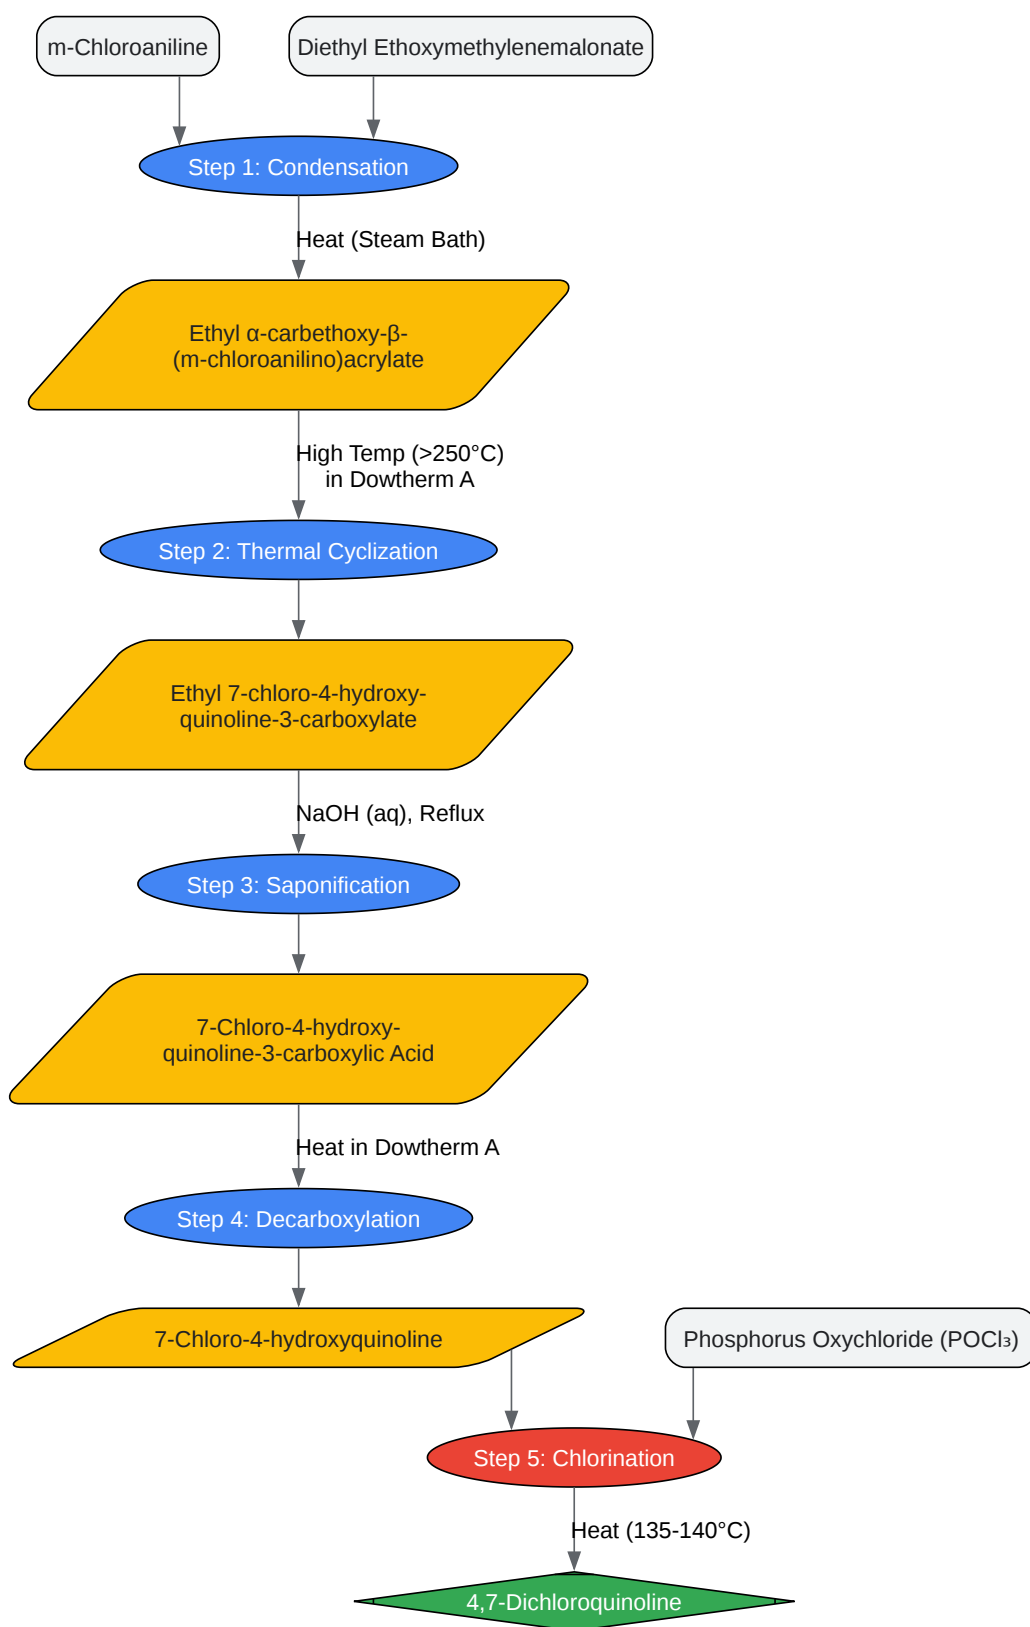 m-Chloroaniline
Diethyl Ethoxymethylenemalonate
Step 1: Condensation
Heat (Steam Bath)
Ethyl α-carbethoxy-β-
(m-chloroanilino)acrylate
High Temp (>250°C)
in Dowtherm A
Step 2: Thermal Cyclization
Ethyl 7-chloro-4-hydroxy-
quinoline-3-carboxylate
NaOH (aq), Reflux
Step 3: Saponification
7-Chloro-4-hydroxy-
quinoline-3-carboxylic Acid
Heat in Dowtherm A
Step 4: Decarboxylation
7-Chloro-4-hydroxyquinoline
Phosphorus Oxychloride (POCl₃)
Step 5: Chlorination
Heat (135-140°C)
4,7-Dichloroquinoline